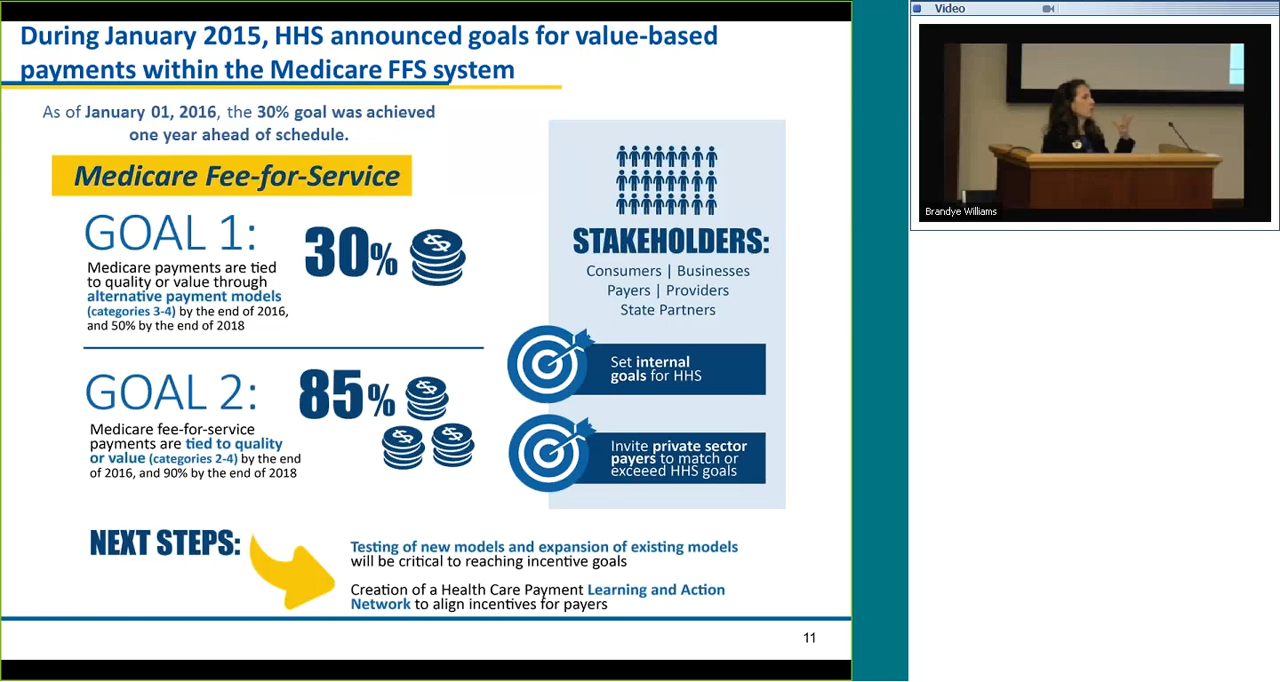 During January 2015, HHS announced goals for value-based
payments within the Medicare FFS system
As of January 01, 2016, the 30% goal was achieved
one year ahead of schedule.
Medicare Fee-for-Service
GOAL 1:
30%
Medicare payments are tied
to quality or value through
alternative payment models
(categories 3-4) by the end of 2016,
and 50% by the end of 2018
GOAL 2:
85%
Medicare fee-for-service
payments are tied to quality
or value (categories 2-4) by the end
of 2016, and 90% by the end of 2018
STAKEHOLDERS:
Consumers | Businesses
Payers | Providers
State Partners
Set internal
goals for HHS
Invite private sector
payers to match or
exceeed HHS goals
NEXT STEPS:
Testing of new models and expansion of existing models
will be critical to reaching incentive goals
Creation of a Health Care Payment Learning and Action
Network to align incentives for payers
11
Video
Brandye Williams